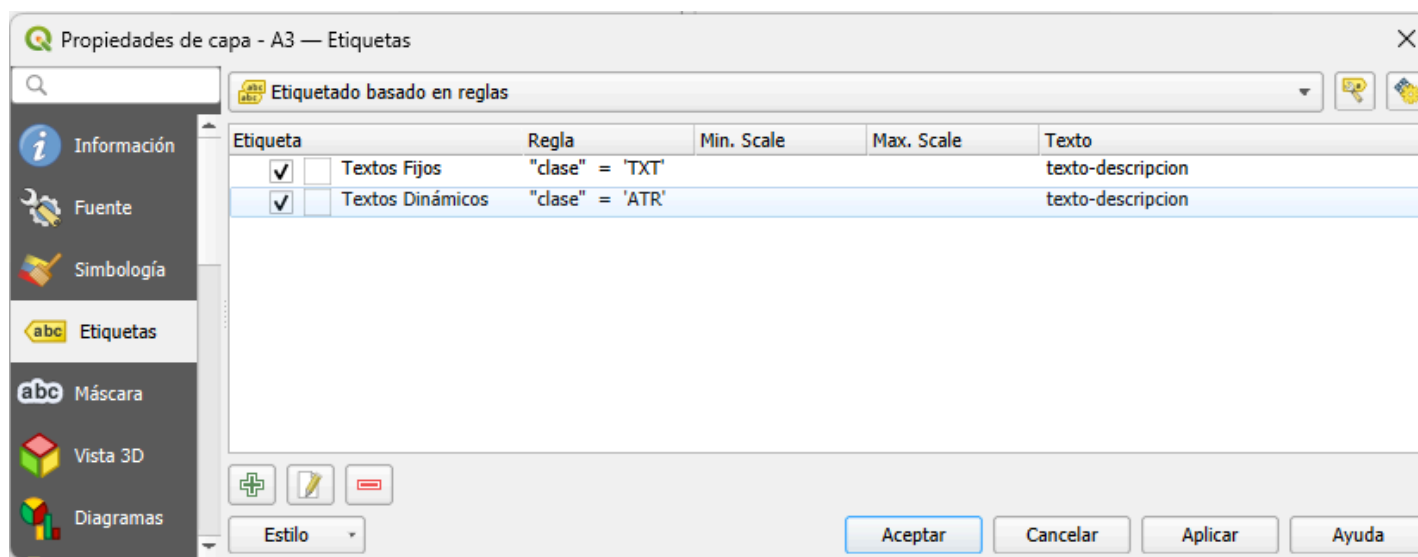 Propiedades de capa - A3 — Etiquetas
Etiquetado basado en reglas
Información
Fuente
Simbología
abc Etiquetas
abc Máscara
Vista 3D
Diagramas
Etiqueta Regla Min. Scale Max. Scale Texto
Textos Fijos "clase" = 'TXT' texto-descripcion
Textos Dinámicos "clase" = 'ATR' texto-descripcion
Estilo Aceptar Cancelar Aplicar Ayuda